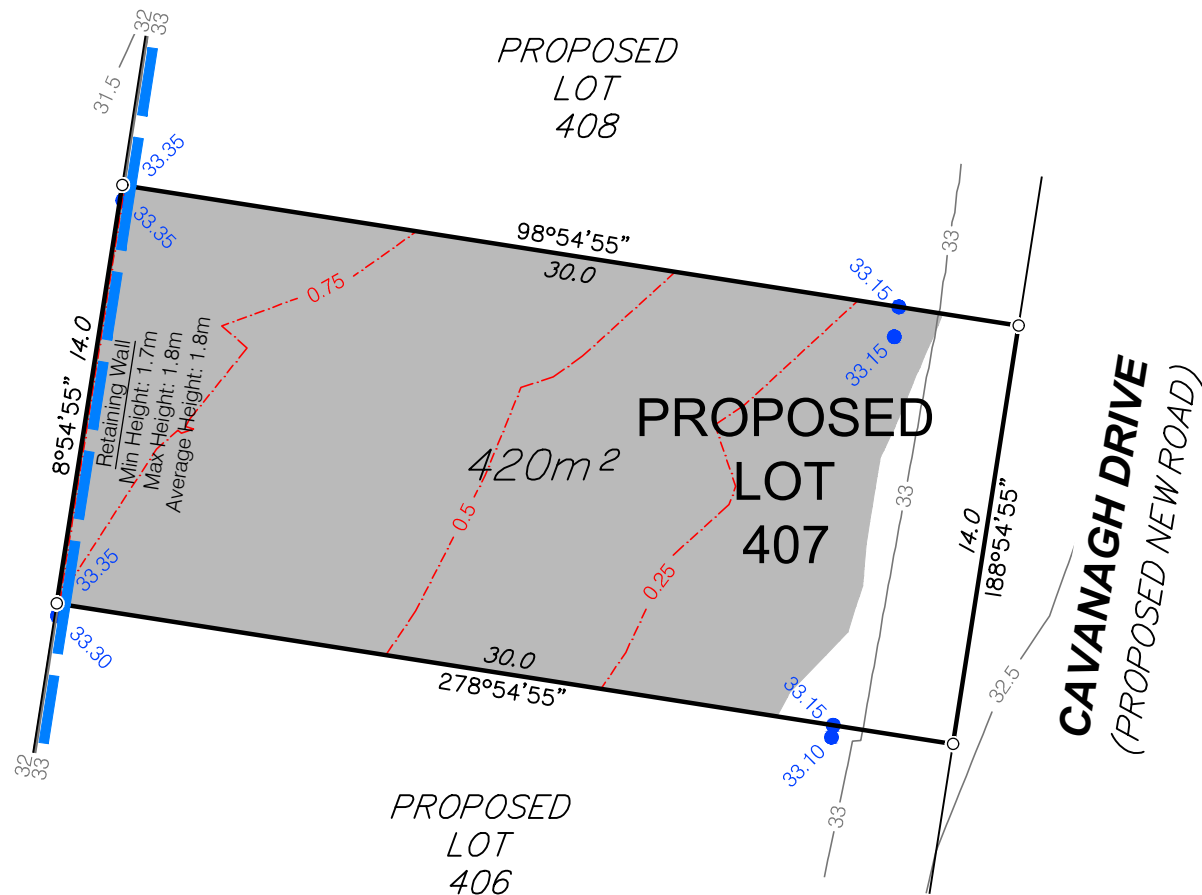 32
33
31.5
PROPOSED
LOT
408
33.35
33.35
98°54'55"
30.0
33
33.15
33.15
0.75
8°54'55" 14.0
Retaining Wall
Min Height: 1.7m
Max Height: 1.8m
Average Height: 1.8m
420m²
PROPOSED
LOT
407
0.5
0.25
33
14.0
188°54'55"
CAVANAGH DRIVE
(PROPOSED NEW ROAD)
33.35
33.30
30.0
278°54'55"
33.15
33.10
32.5
32
33
33
PROPOSED
LOT
406